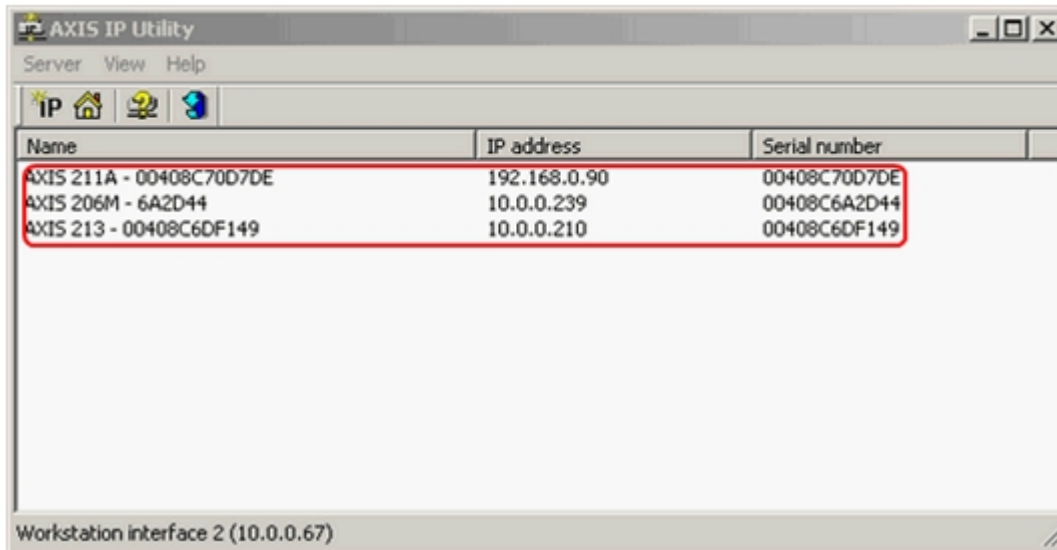 AXIS IP Utility
Server View Help
IP
Name IP address Serial number
AXIS 211A - 00408C70D7DE 192.168.0.90 00408C70D7DE
AXIS 206M - 6A2D44 10.0.0.239 00408C6A2D44
AXIS 213 - 00408C6DF149 10.0.0.210 00408C6DF149
Workstation interface 2 (10.0.0.67)